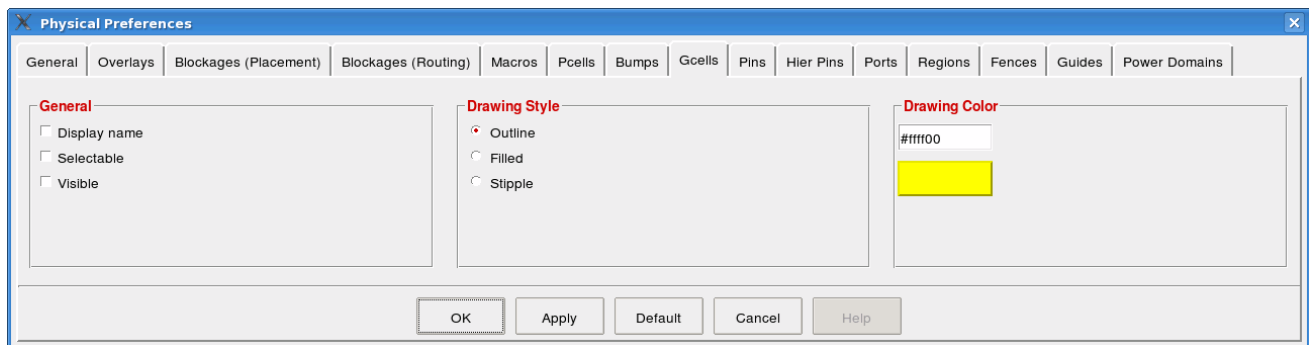 Physical Preferences
General Overlays Blockages (Placement) Blockages (Routing) Macros Pcells Bumps Gcells Pins Hier Pins Ports Regions Fences Guides Power Domains
General Drawing Style Drawing Color
Display name Outline #ffff00
Selectable Filled
Visible Stipple
OK Apply Default Cancel Help